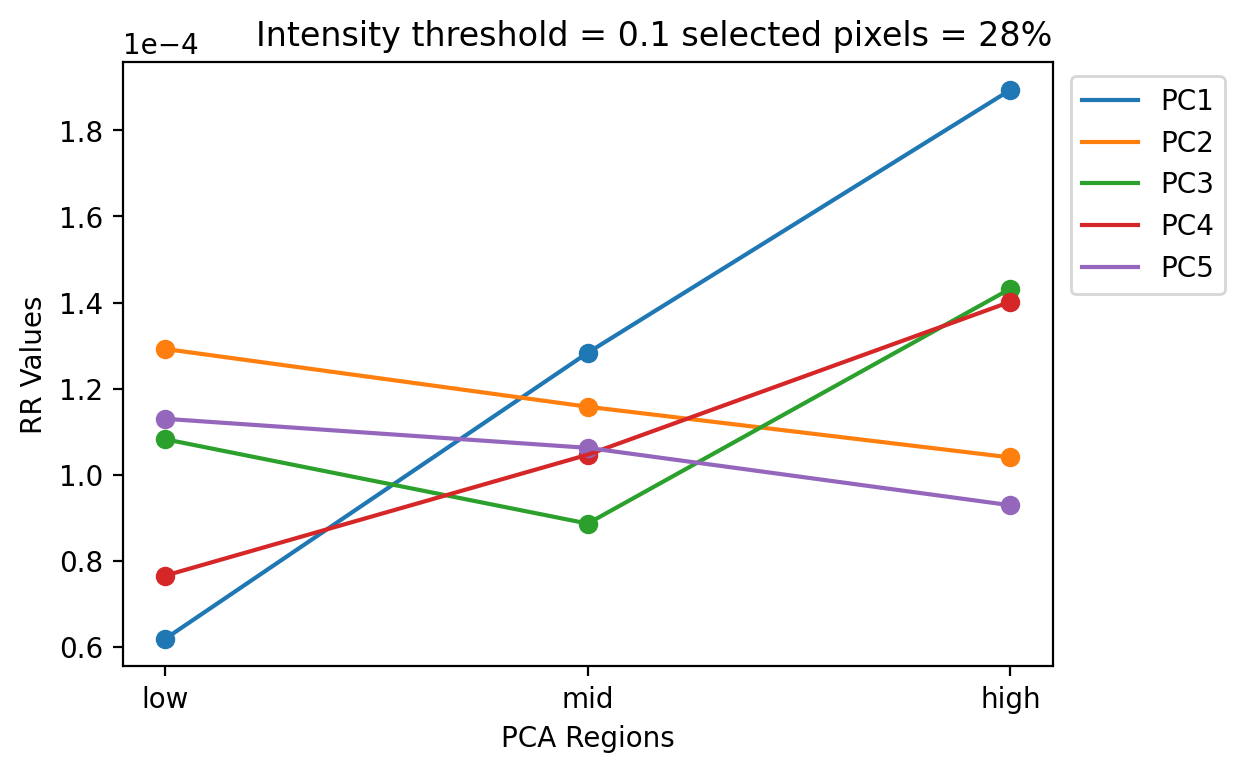 Intensity threshold = 0.1 selected pixels = 28%
1e−4
1.8
1.6
1.4
1.2
1.0
0.8
0.6
RR Values
low
mid
high
PCA Regions
PC1
PC2
PC3
PC4
PC5